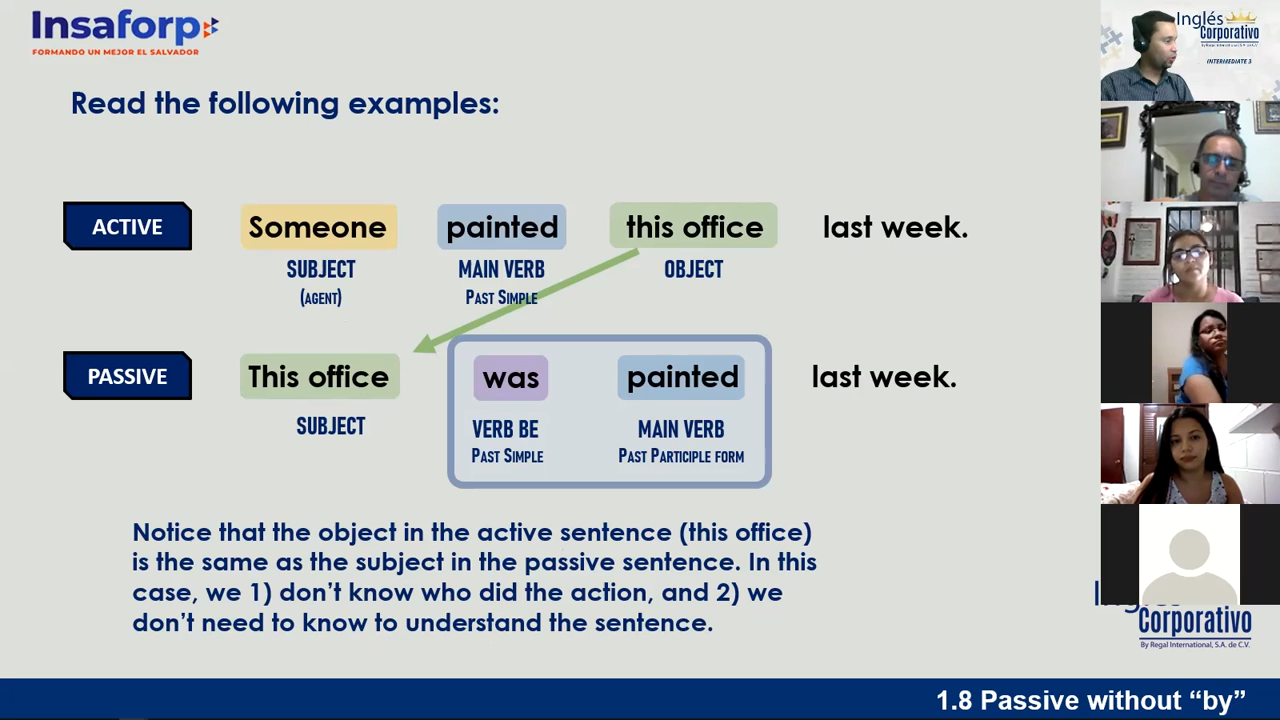 Insaforp
FORMANDO UN MEJOR EL SALVADOR
Read the following examples:
ACTIVE
Someone painted this office last week.
SUBJECT MAIN VERB OBJECT
(AGENT) PAST SIMPLE
PASSIVE
This office was painted last week.
SUBJECT VERB BE MAIN VERB
PAST SIMPLE PAST PARTICIPLE FORM
Notice that the object in the active sentence (this office)
is the same as the subject in the passive sentence. In this
case, we 1) don’t know who did the action, and 2) we
don’t need to know to understand the sentence.
Inglés
Corporativo
By Regal International, S.A. de C.V.
INTERMEDIATE 3
Inglés
Corporativo
By Regal International, S.A. de C.V.
1.8 Passive without “by”